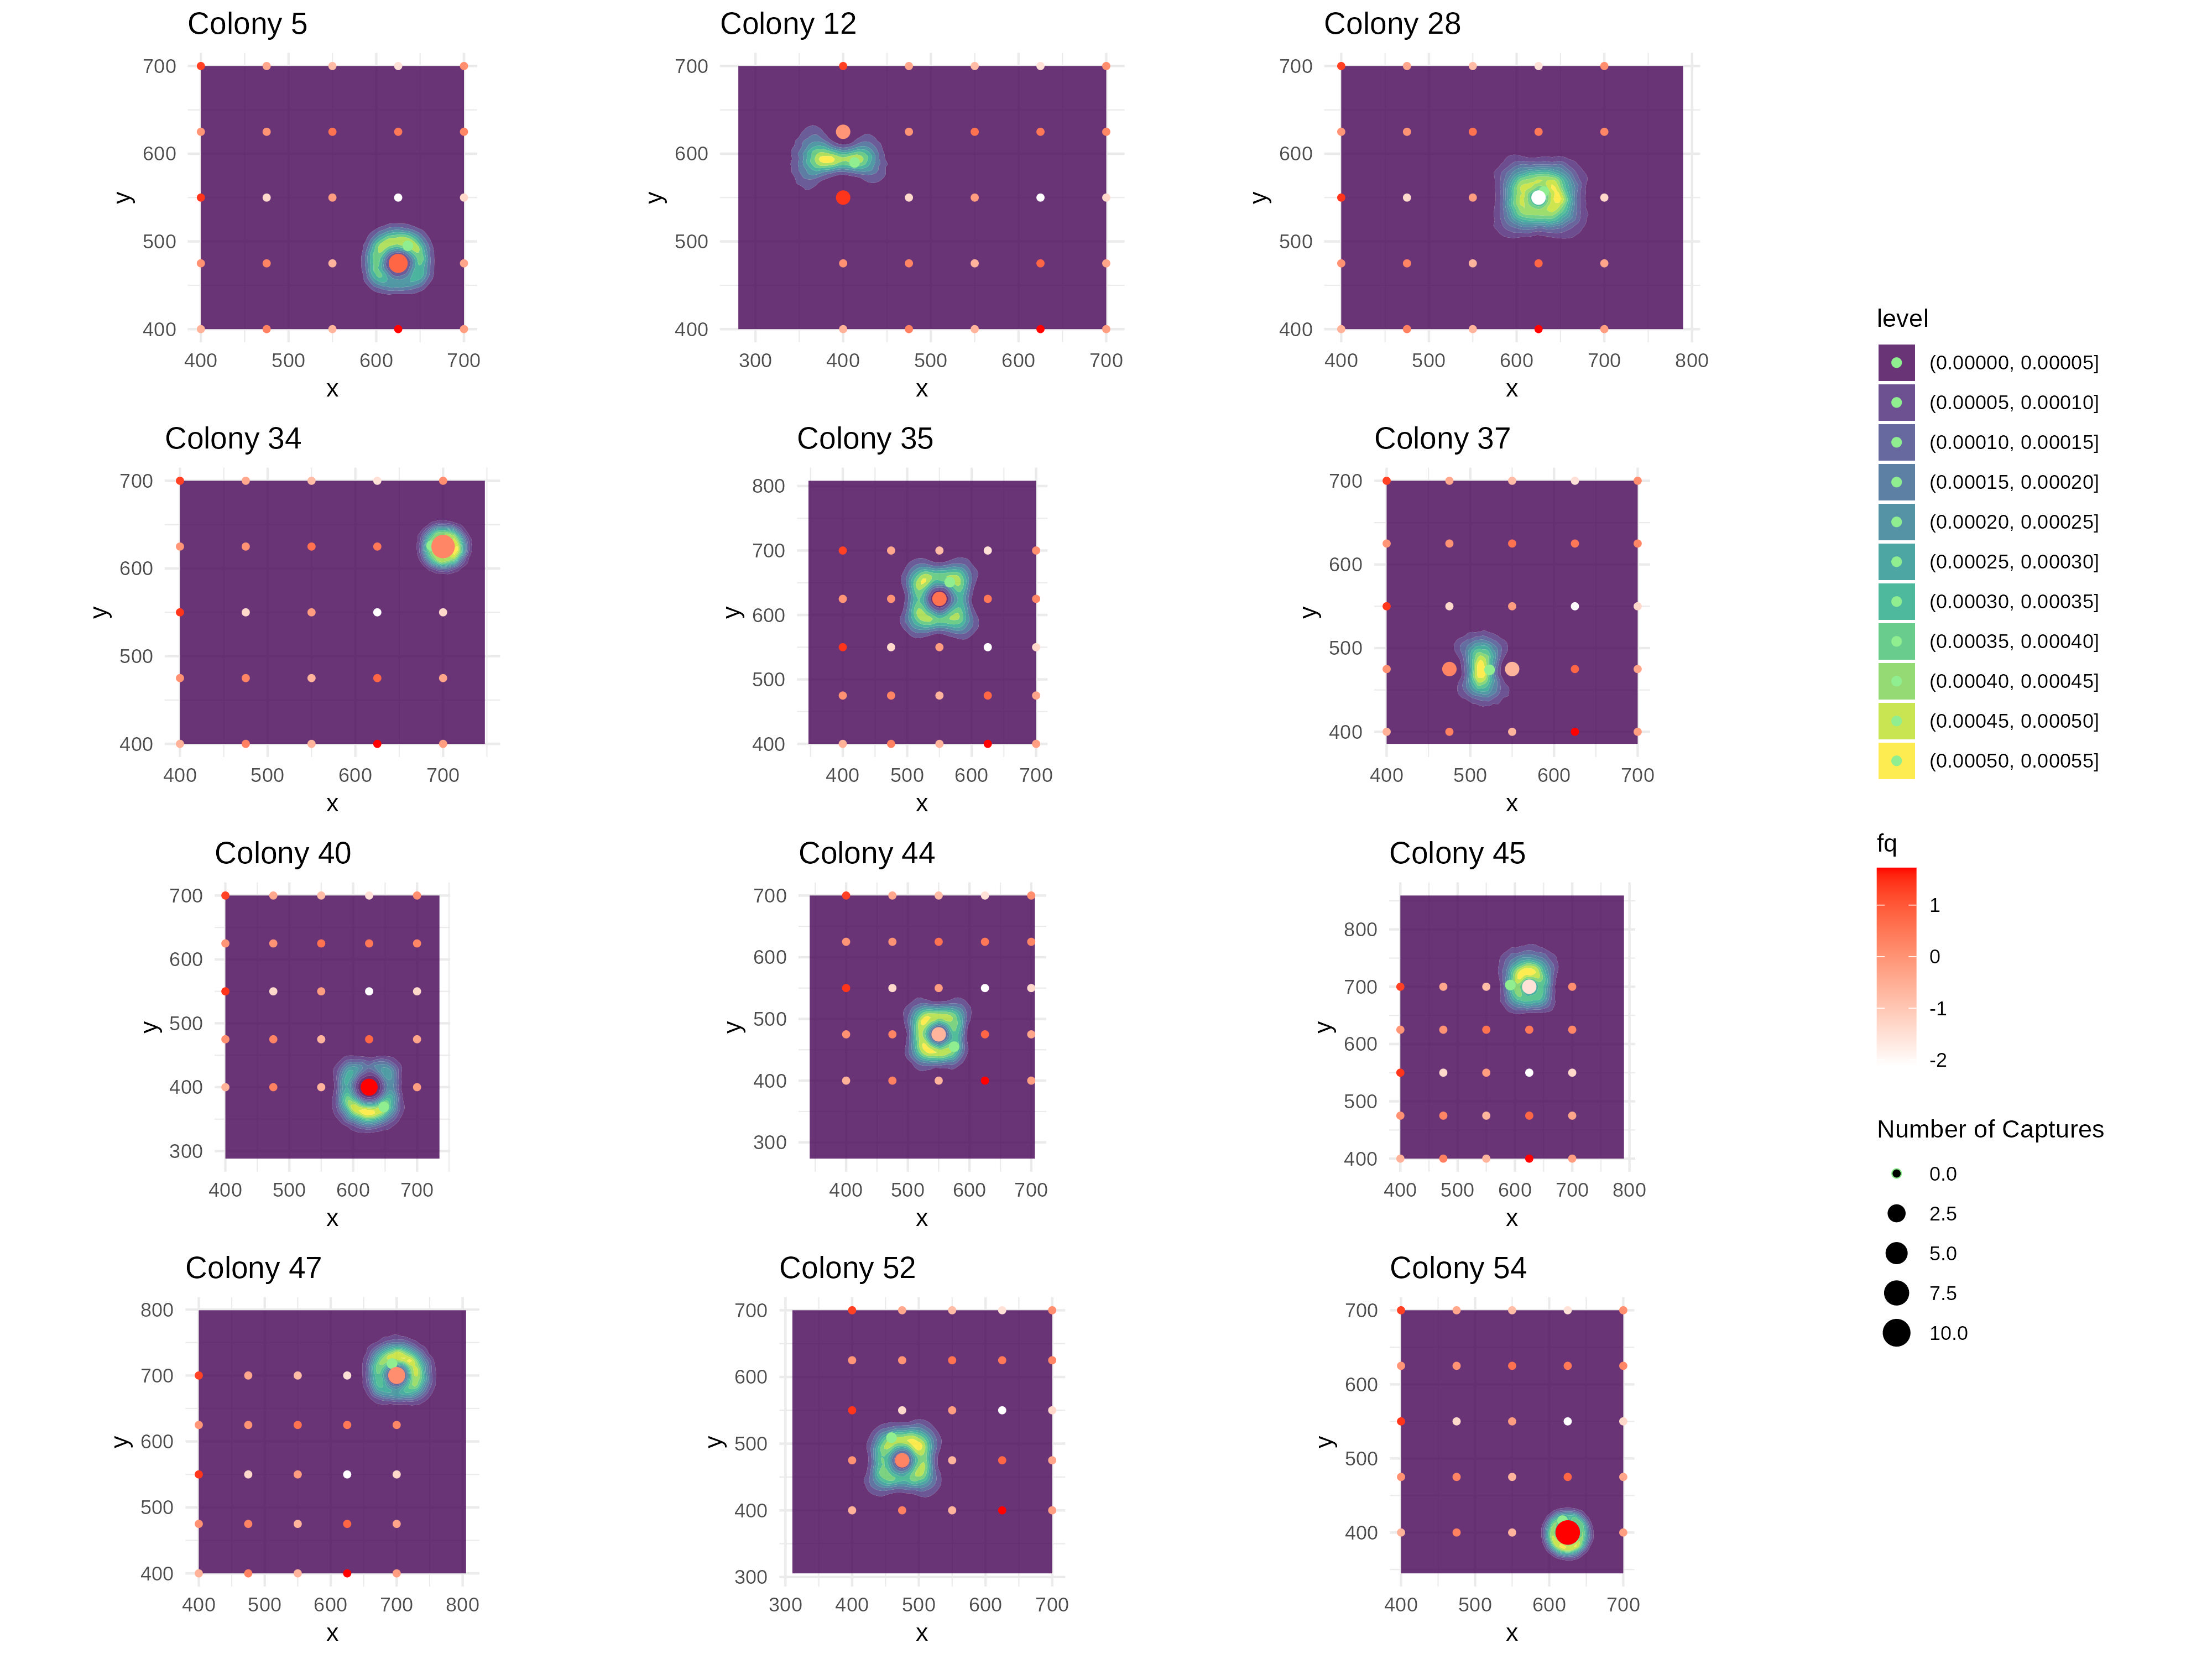 Colony 5 Colony 12 Colony 28
y 700 600 500 400
400 500 600 700
x
y 700 600 500 400
300 400 500 600 700
x
y 700 600 500 400
400 500 600 700 800
x
Colony 34 Colony 35 Colony 37
y 700 600 500 400
400 500 600 700
x
y 800 700 600 500 400
400 500 600 700
x
y 700 600 500 400
400 500 600 700
x
Colony 40 Colony 44 Colony 45
y 700 600 500 400 300
400 500 600 700
x
y 700 600 500 400 300
400 500 600 700
x
y 800 700 600 500 400
400 500 600 700 800
x
Colony 47 Colony 52 Colony 54
y 800 700 600 500 400
400 500 600 700 800
x
y 700 600 500 400 300
300 400 500 600 700
x
y 700 600 500 400
400 500 600 700
x
level
(0.00000, 0.00005]
(0.00005, 0.00010]
(0.00010, 0.00015]
(0.00015, 0.00020]
(0.00020, 0.00025]
(0.00025, 0.00030]
(0.00030, 0.00035]
(0.00035, 0.00040]
(0.00040, 0.00045]
(0.00045, 0.00050]
(0.00050, 0.00055]
fq
1
0
-1
-2
Number of Captures
0.0
2.5
5.0
7.5
10.0